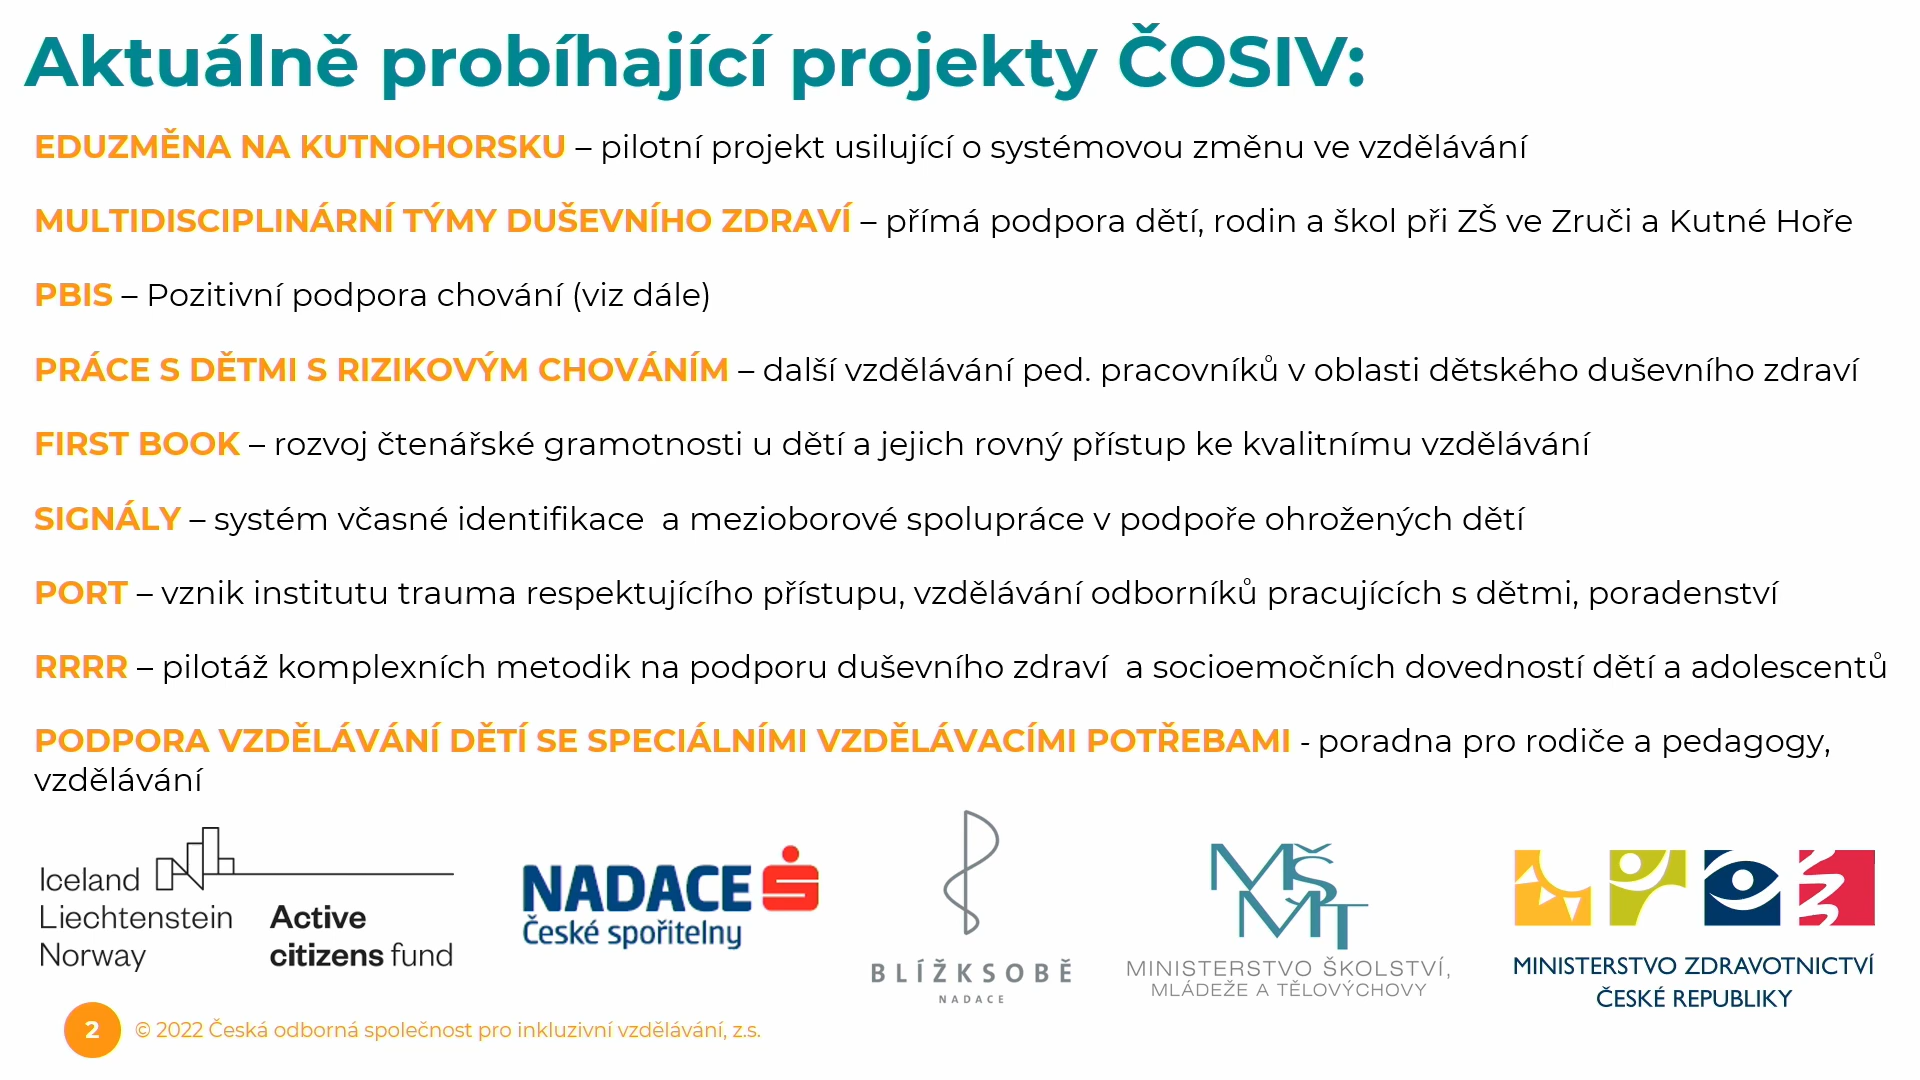 Aktuálně probíhající projekty ČOSIV:
EDUZMĚNA NA KUTNOHORSKU – pilotní projekt usilující o systémovou změnu ve vzdělávání
MULTIDISCIPLINÁRNÍ TÝMY DUŠEVNÍHO ZDRAVÍ – přímá podpora dětí, rodin a škol při ZŠ ve Zruči a Kutné Hoře
PBIS – Pozitivní podpora chování (viz dále)
PRÁCE S DĚTMI S RIZIKOVÝM CHOVÁNÍM – další vzdělávání ped. pracovníků v oblasti dětského duševního zdraví
FIRST BOOK – rozvoj čtenářské gramotnosti u dětí a jejich rovný přístup ke kvalitnímu vzdělávání
SIGNÁLY – systém včasné identifikace  a mezioborové spolupráce v podpoře ohrožených dětí
PORT – vznik institutu trauma respektujícího přístupu, vzdělávání odborníků pracujících s dětmi, poradenství
RRRR – pilotáž komplexních metodik na podporu duševního zdraví  a socioemočních dovedností dětí a adolescentů
PODPORA VZDĚLÁVÁNÍ DĚTÍ SE SPECIÁLNÍMI VZDĚLÁVACÍMI POTŘEBAMI - poradna pro rodiče a pedagogy,
vzdělávání
Iceland
Liechtenstein
Norway
Active
citizens fund
NADACE
České spořitelny
BLÍŽKSOBĚ
NADACE
MŠMT
MINISTERSTVO ŠKOLSTVÍ,
MLÁDEŽE A TĚLOVÝCHOVY
MINISTERSTVO ZDRAVOTNICTVÍ
ČESKÉ REPUBLIKY
2
© 2022 Česká odborná společnost pro inkluzivní vzdělávání, z.s.